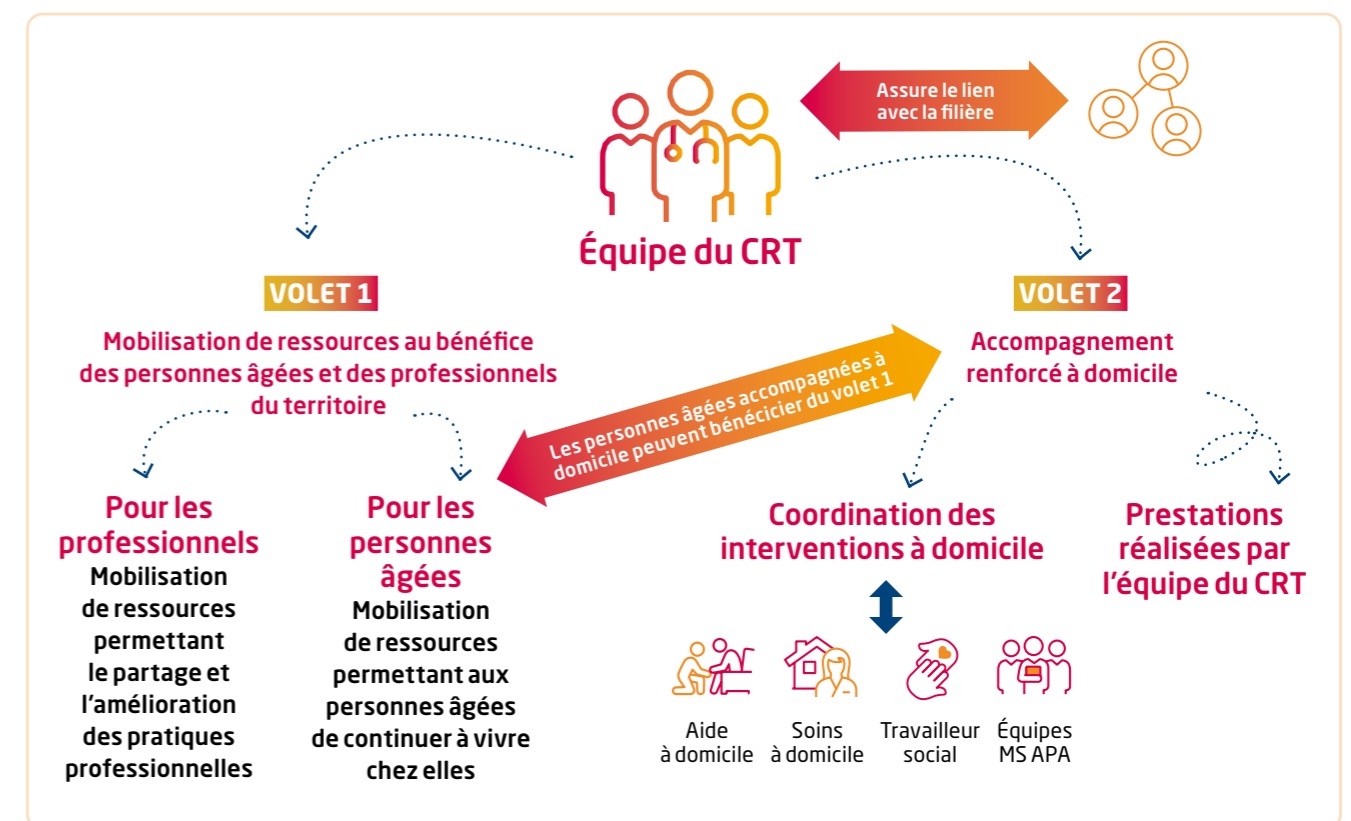 Assure le lien
avec la filière
Équipe du CRT
VOLET 1
Mobilisation de ressources au bénéfice
des personnes âgées et des professionnels
du territoire
VOLET 2
Accompagnement
renforcé à domicile
Les personnes âgées accompagnées à
domicile peuvent bénécicier du volet 1
Pour les
professionnels
Mobilisation
de ressources
permettant
le partage et
l'amélioration
des pratiques
professionnelles
Pour les
personnes
âgées
Mobilisation
de ressources
permettant aux
personnes âgées
de continuer à vivre
chez elles
Coordination des
interventions à domicile
Aide
à domicile
Soins
à domicile
Travailleur
social
Équipes
MS APA
Prestations
réalisées par
l'équipe du CRT